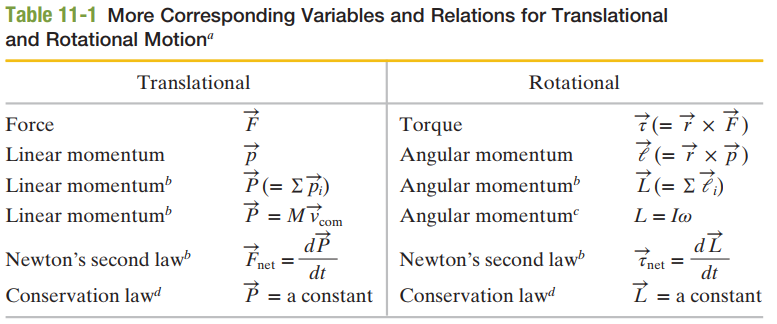 Table 11-1 More Corresponding Variables and Relations for Translational
and Rotational Motionᵃ
Translational Rotational
Force F⃗ Torque τ⃗ (= r⃗ × F⃗)
Linear momentum p⃗ Angular momentum ℓ⃗ (= r⃗ × p⃗)
Linear momentumᵇ P⃗ (= Σ p⃗ᵢ) Angular momentumᵇ L⃗ (= Σ ℓ⃗ᵢ)
Linear momentumᵇ P⃗ = M v⃗com Angular momentumᶜ L = Iω
Newton’s second lawᵇ F⃗net = dP⃗/dt Newton’s second lawᵇ τ⃗net = dL⃗/dt
Conservation lawᵈ P⃗ = a constant Conservation lawᵈ L⃗ = a constant